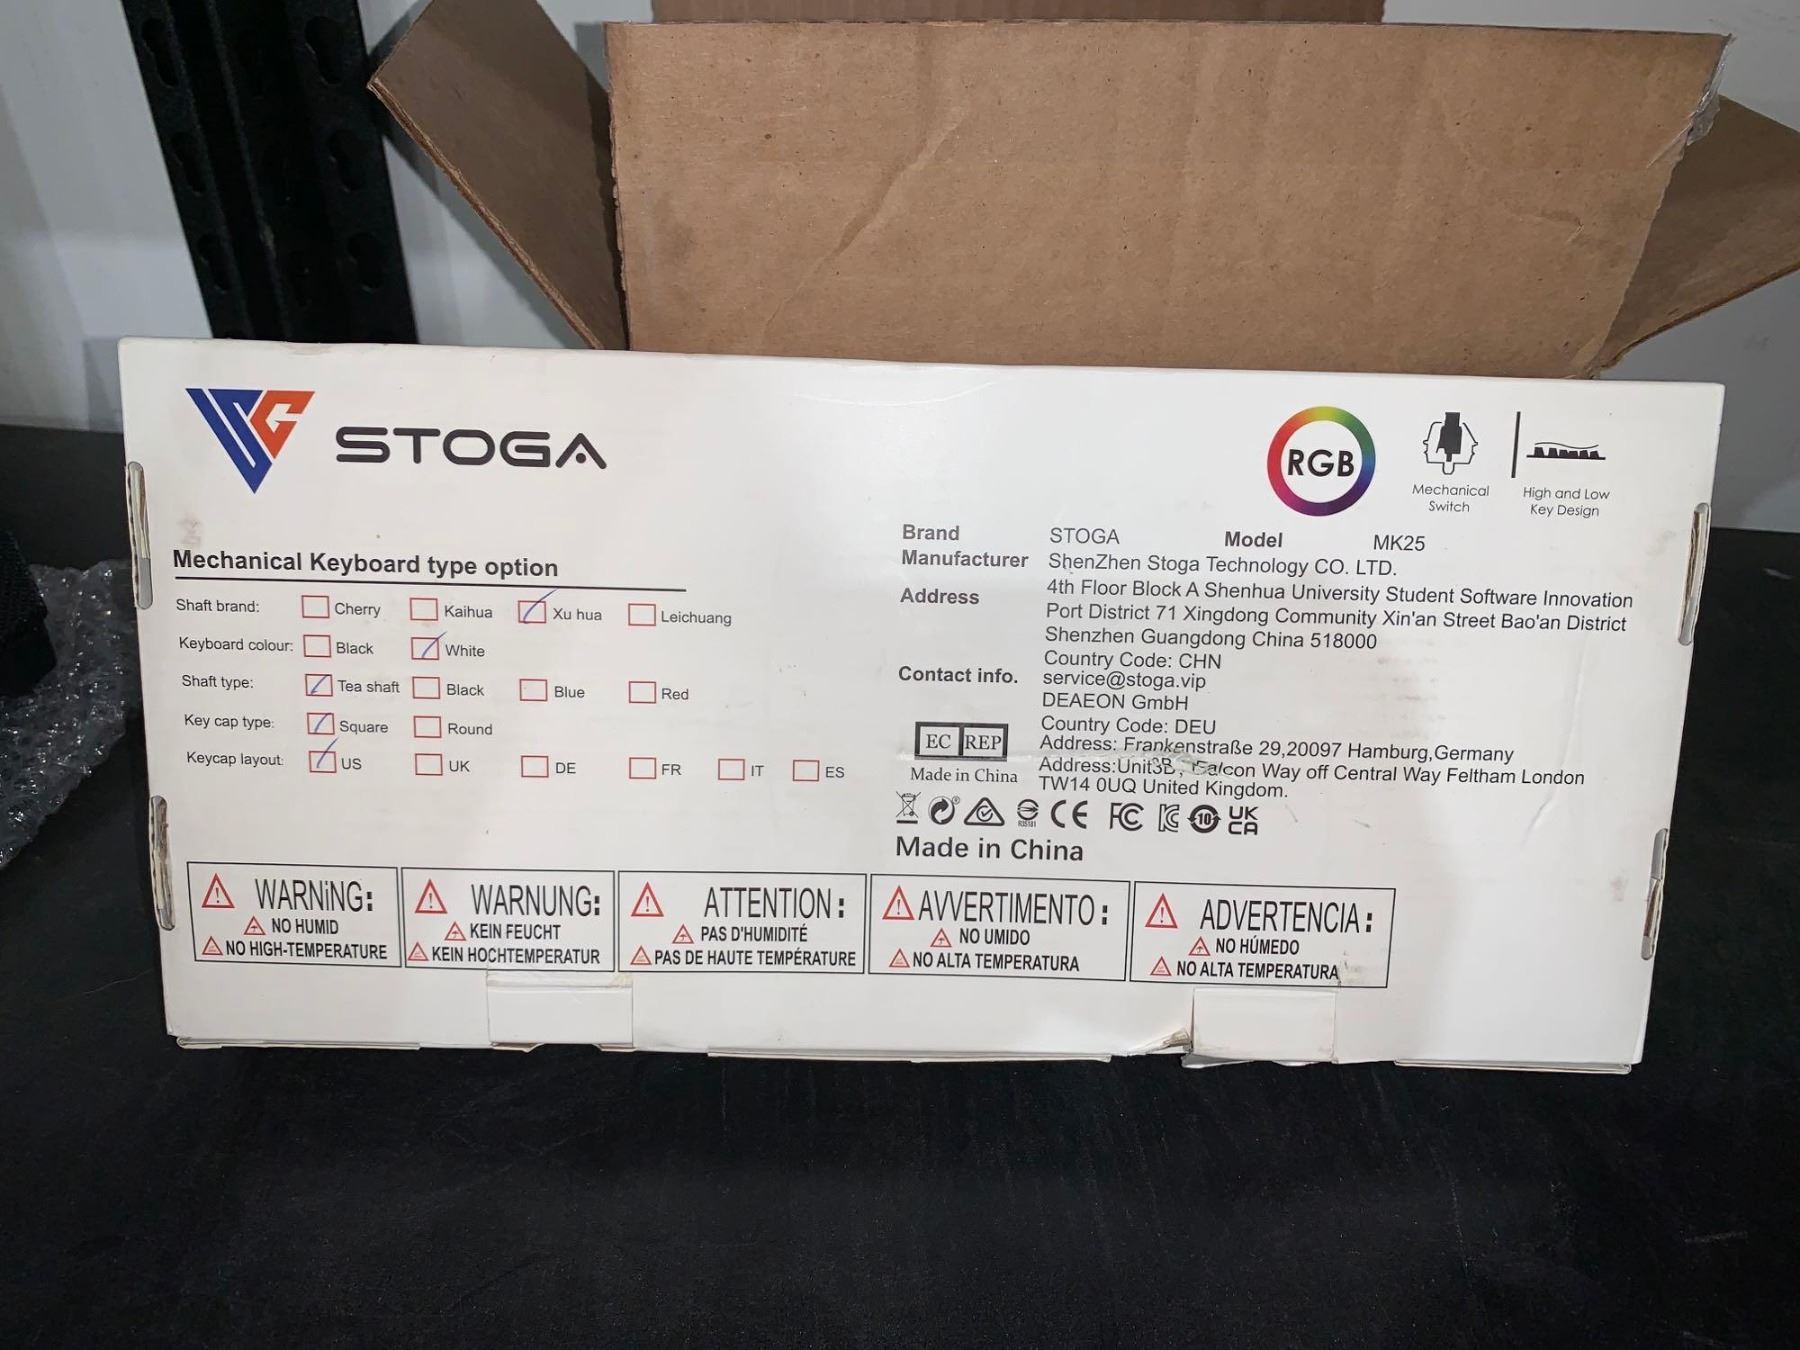 STOGA
RGB
Mechanical
Switch
High and Low
Key Design
Mechanical Keyboard type option
Shaft brand: Cherry Kaihua Xu hua Leichuang
Keyboard colour: Black White
Shaft type: Tea shaft Black Blue Red
Key cap type: Square Round
Keycap layout: US UK DE FR IT ES
Brand STOGA Model MK25
Manufacturer ShenZhen Stoga Technology CO. LTD.
Address 4th Floor Block A Shenhua University Student Software Innovation
Port District 71 Xingdong Community Xin'an Street Bao'an District
Shenzhen Guangdong China 518000
Country Code: CHN
Contact info. service@stoga.vip
DEAEON GmbH
Country Code: DEU
EC REP
Address: Frankenstraße 29,20097 Hamburg,Germany
Made in China
Address:Unit3B, Falcon Way off Central Way Feltham London
TW14 0UQ United Kingdom.
CE FC 10 UK
CA
Made in China
WARNiNG:
NO HUMID
NO HIGH-TEMPERATURE
WARNUNG:
KEIN FEUCHT
KEIN HOCHTEMPERATUR
ATTENTION:
PAS D'HUMIDITÉ
PAS DE HAUTE TEMPÉRATURE
AVVERTIMENTO:
NO UMIDO
NO ALTA TEMPERATURA
ADVERTENCIA:
NO HÚMEDO
NO ALTA TEMPERATURA